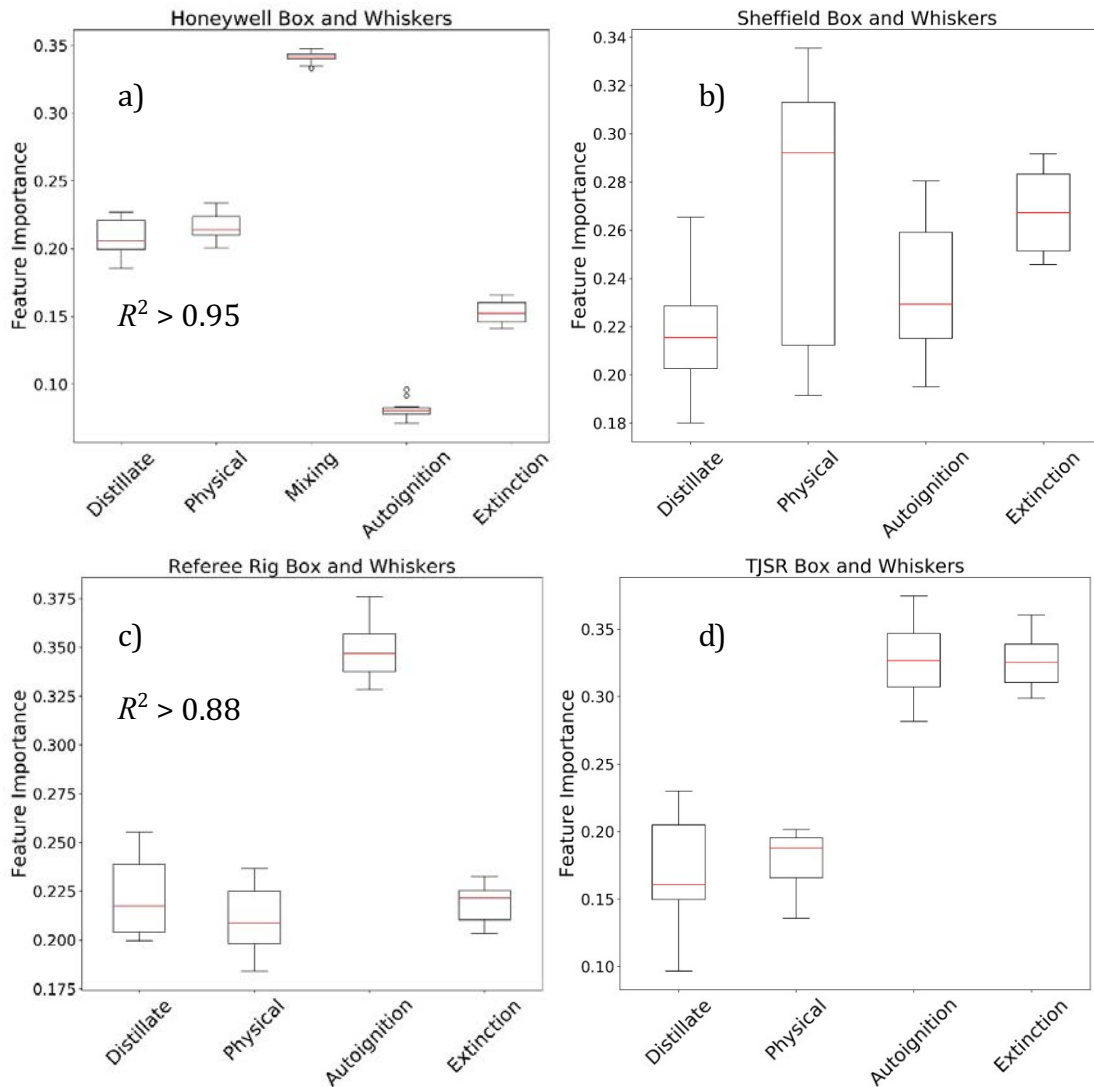 Honeywell Box and Whiskers
a)
R² > 0.95
Feature Importance
0.35
0.30
0.25
0.20
0.15
0.10
Distillate
Physical
Mixing
Autoignition
Extinction
Sheffield Box and Whiskers
b)
Feature Importance
0.34
0.32
0.30
0.28
0.26
0.24
0.22
0.20
0.18
Distillate
Physical
Autoignition
Extinction
Referee Rig Box and Whiskers
c)
R² > 0.88
Feature Importance
0.375
0.350
0.325
0.300
0.275
0.250
0.225
0.200
0.175
Distillate
Physical
Autoignition
Extinction
TJSR Box and Whiskers
d)
Feature Importance
0.35
0.30
0.25
0.20
0.15
0.10
Distillate
Physical
Autoignition
Extinction